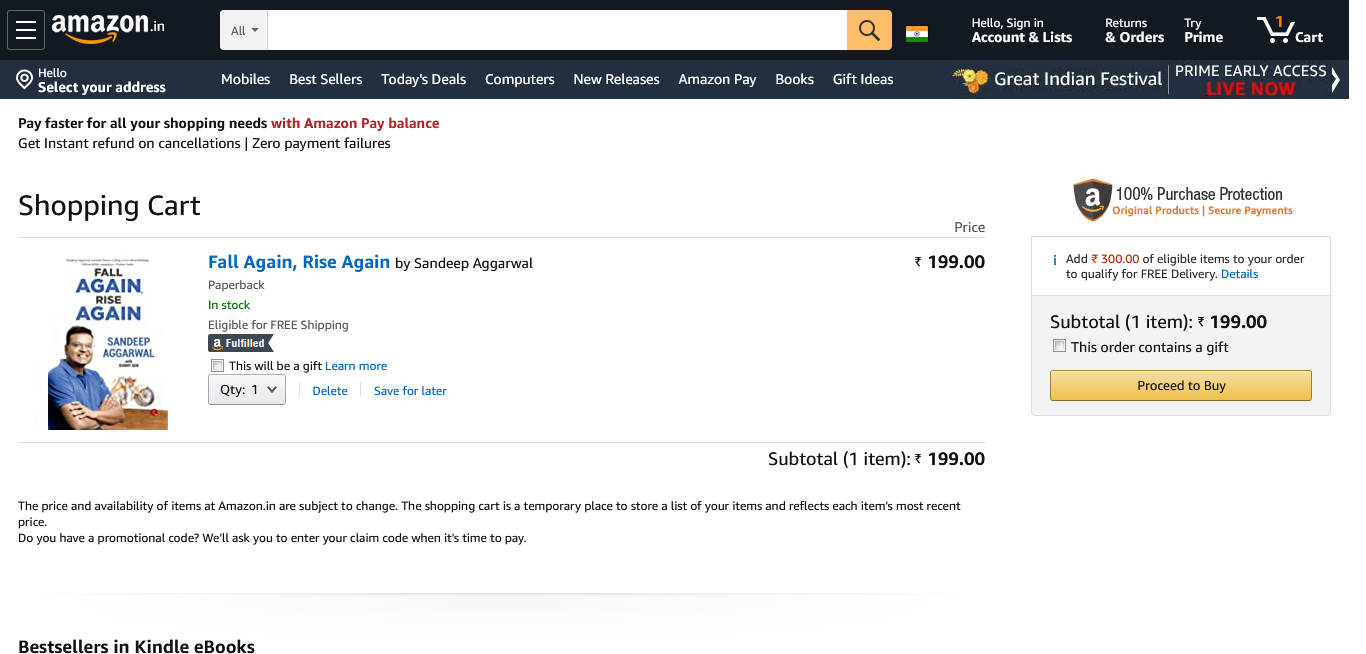 amazon.in
All
Hello, Sign in
Account & Lists
Returns
& Orders
Try
Prime
1
Cart
Hello
Select your address
Mobiles Best Sellers Today's Deals Computers New Releases Amazon Pay Books Gift Ideas
Great Indian Festival
PRIME EARLY ACCESS
LIVE NOW
Pay faster for all your shopping needs with Amazon Pay balance
Get Instant refund on cancellations | Zero payment failures
Shopping Cart
Price
FALL
AGAIN,
RISE
AGAIN
SANDEEP
AGGARWAL
Fall Again, Rise Again by Sandeep Aggarwal
₹ 199.00
Paperback
In stock
Eligible for FREE Shipping
a Fulfilled
This will be a gift Learn more
Qty: 1
Delete
Save for later
Subtotal (1 item): ₹ 199.00
The price and availability of items at Amazon.in are subject to change. The shopping cart is a temporary place to store a list of your items and reflects each item's most recent
price.
Do you have a promotional code? We'll ask you to enter your claim code when it's time to pay.
a
100% Purchase Protection
Original Products | Secure Payments
i
Add ₹ 300.00 of eligible items to your order
to qualify for FREE Delivery. Details
Subtotal (1 item): ₹ 199.00
This order contains a gift
Proceed to Buy
Bestsellers in Kindle eBooks